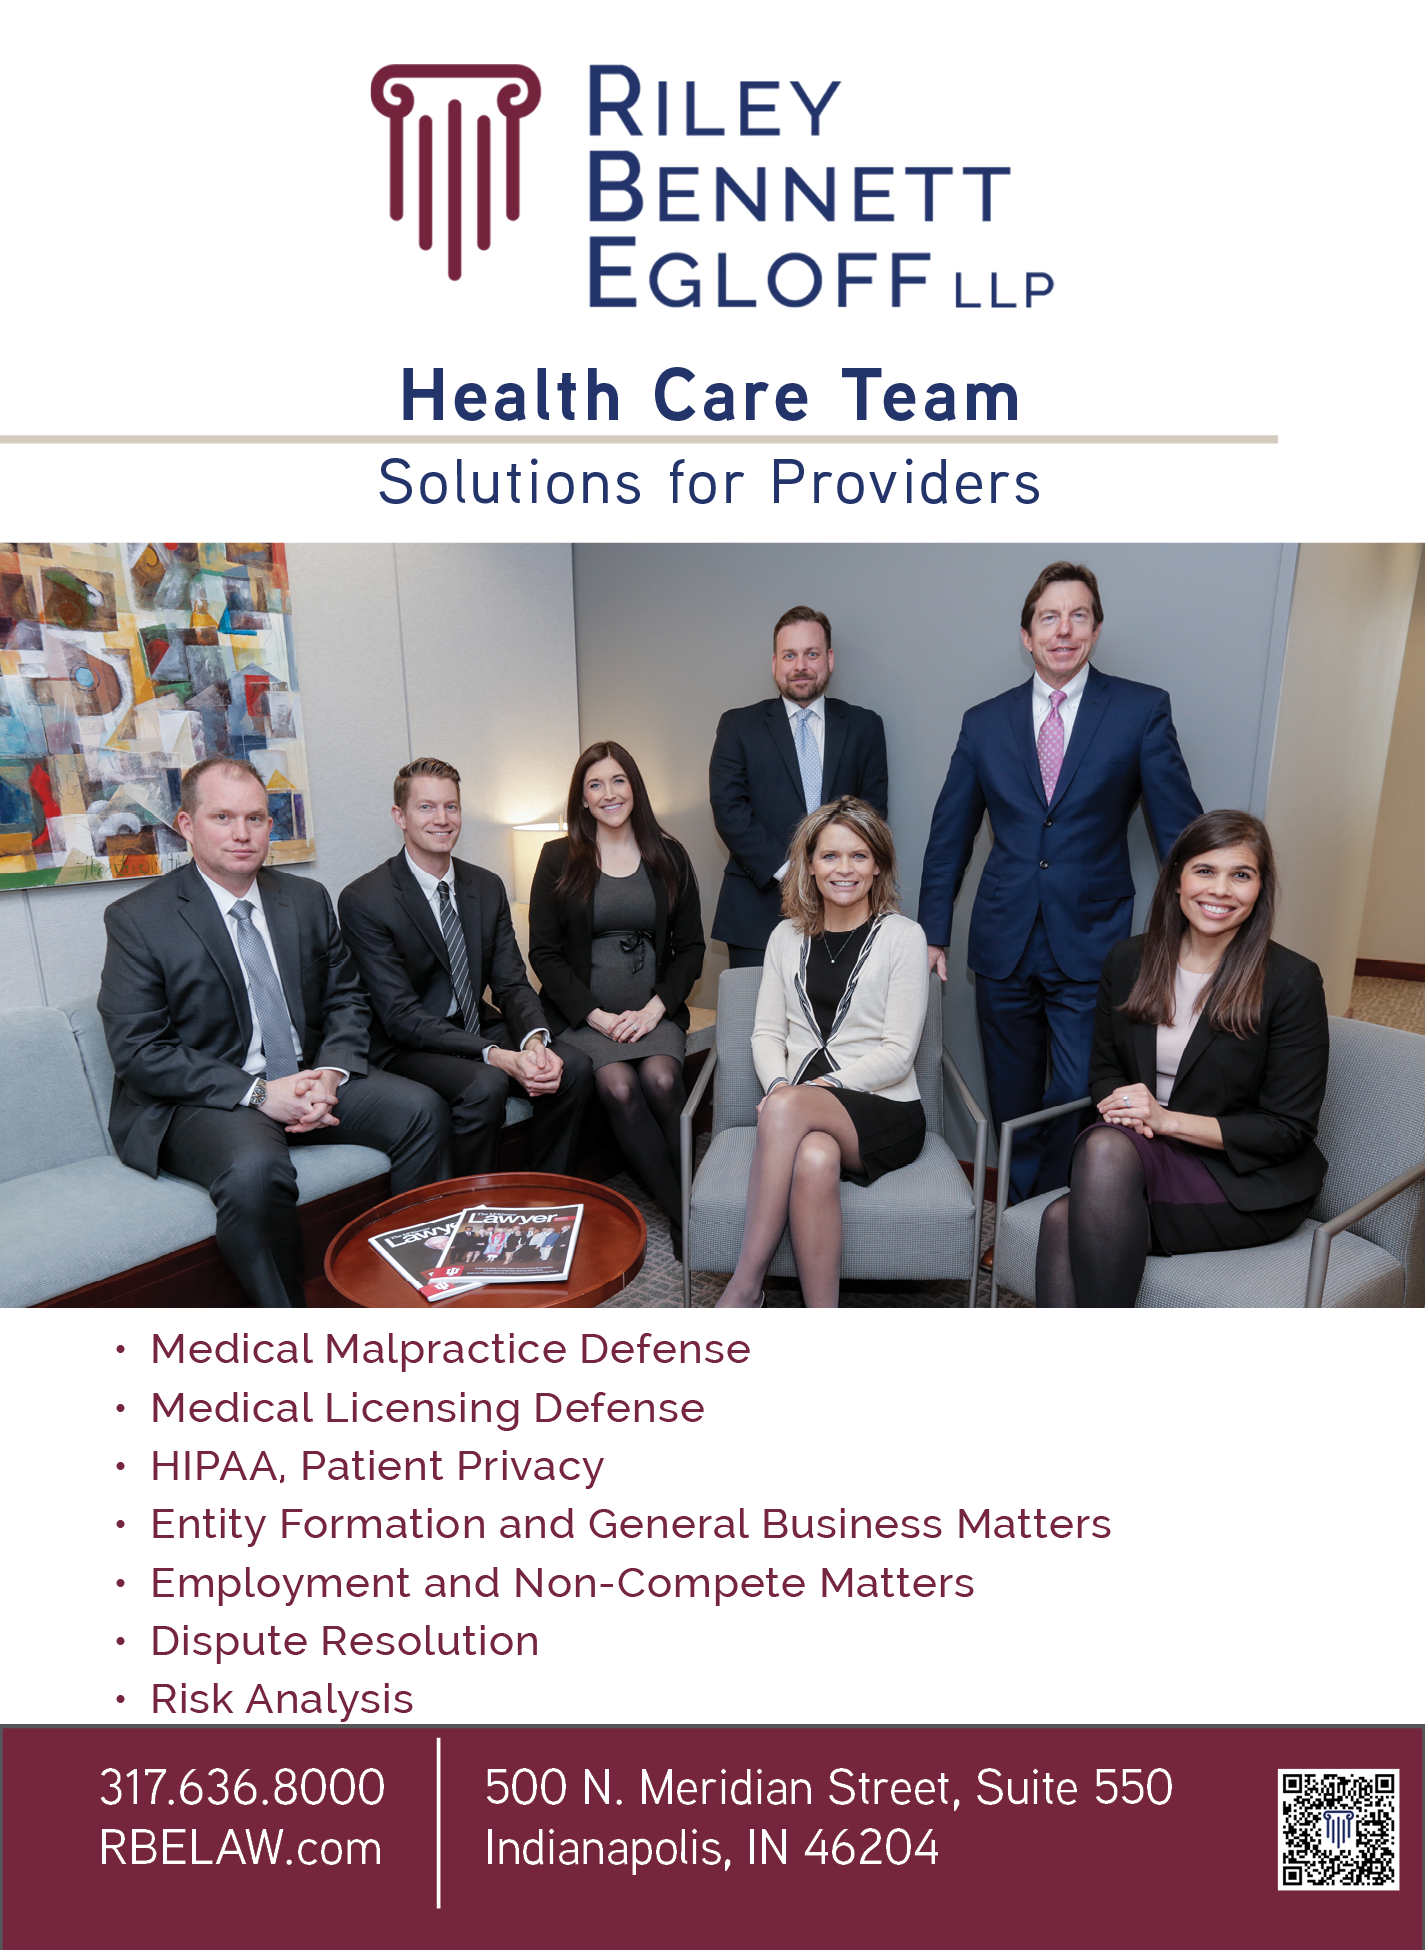 RILEY
BENNETT
EGLOFF LLP
Health Care Team
Solutions for Providers
Lawyer
Lawye
• Medical Malpractice Defense
• Medical Licensing Defense
• HIPAA, Patient Privacy
• Entity Formation and General Business Matters
• Employment and Non-Compete Matters
• Dispute Resolution
• Risk Analysis
317.636.8000
RBELAW.com
500 N. Meridian Street, Suite 550
Indianapolis, IN 46204